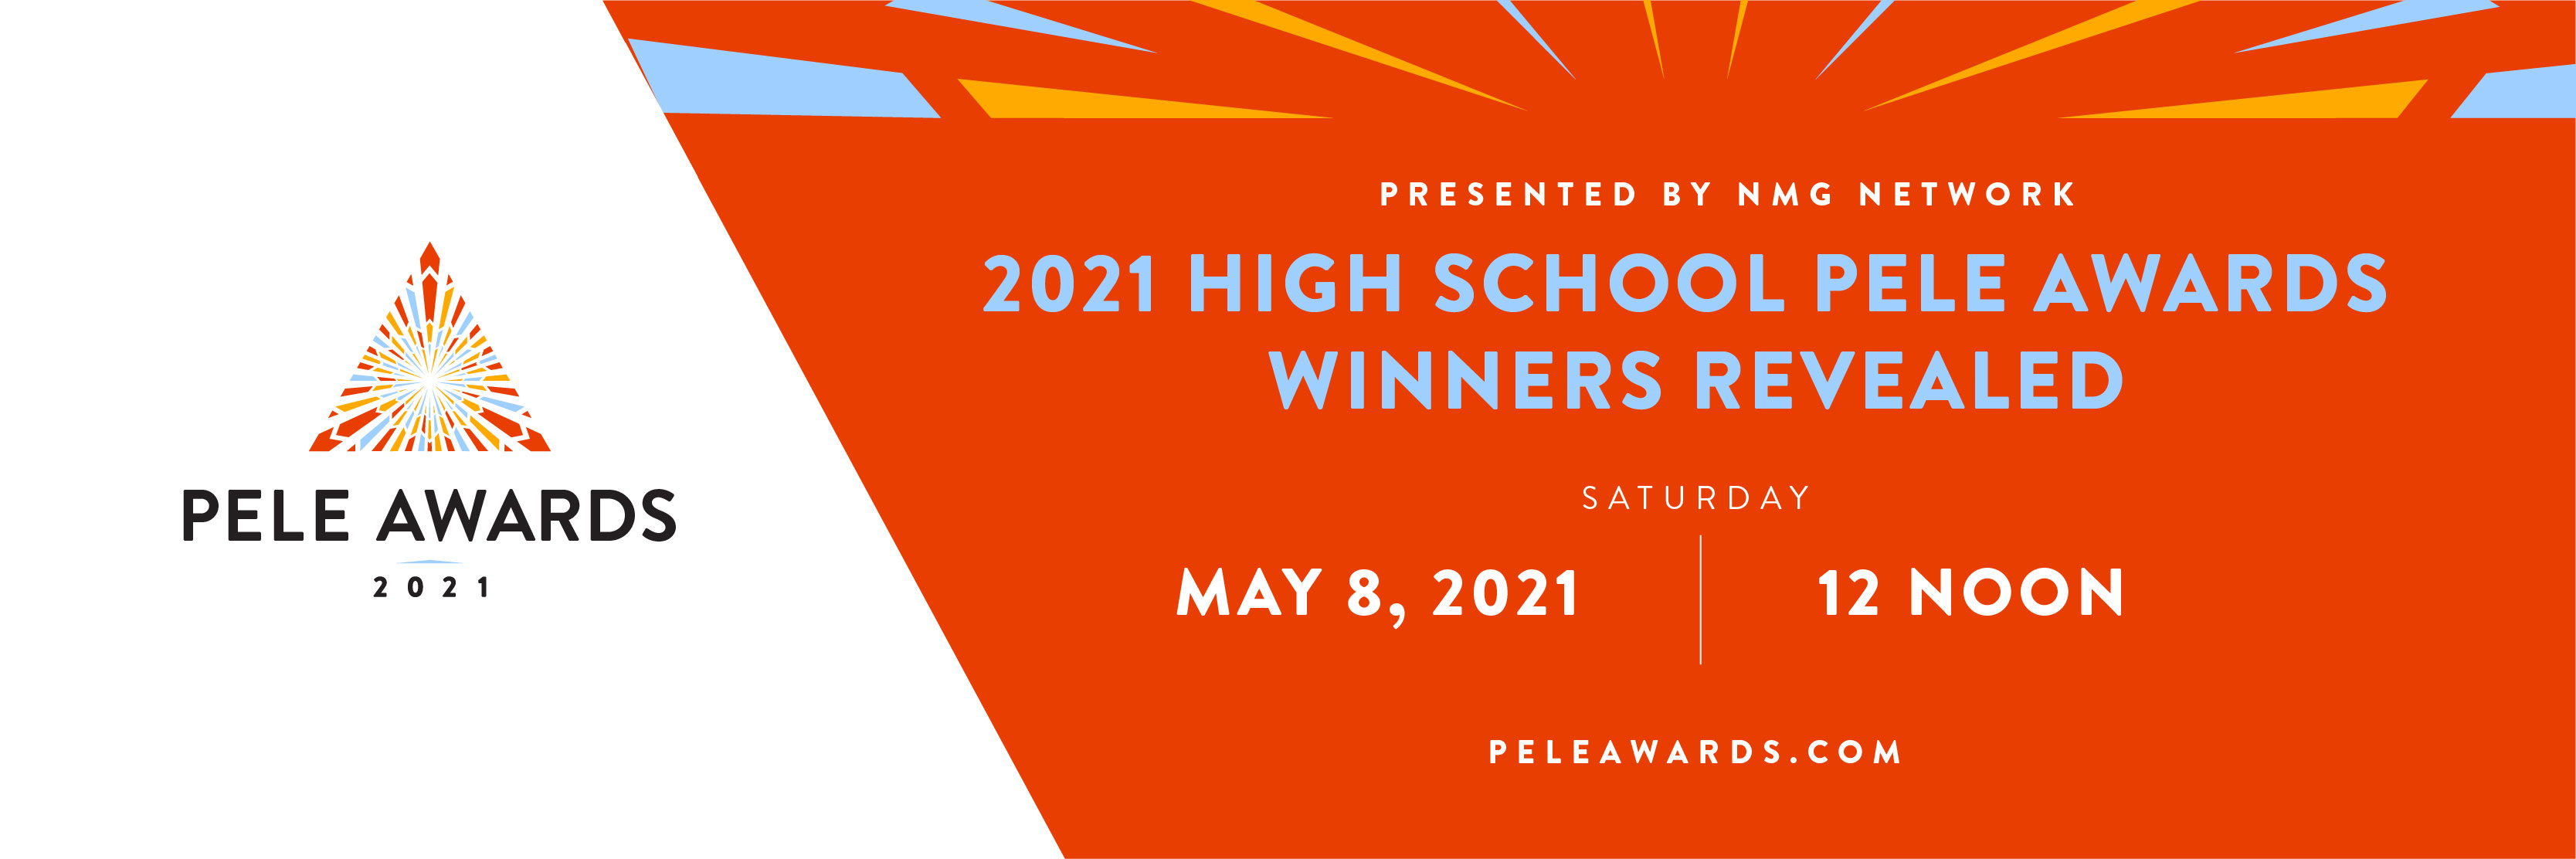 PELE AWARDS
2021
PRESENTED BY NMG NETWORK
2021 HIGH SCHOOL PELE AWARDS
WINNERS REVEALED
SATURDAY
MAY 8, 2021
12 NOON
PELEAWARDS.COM